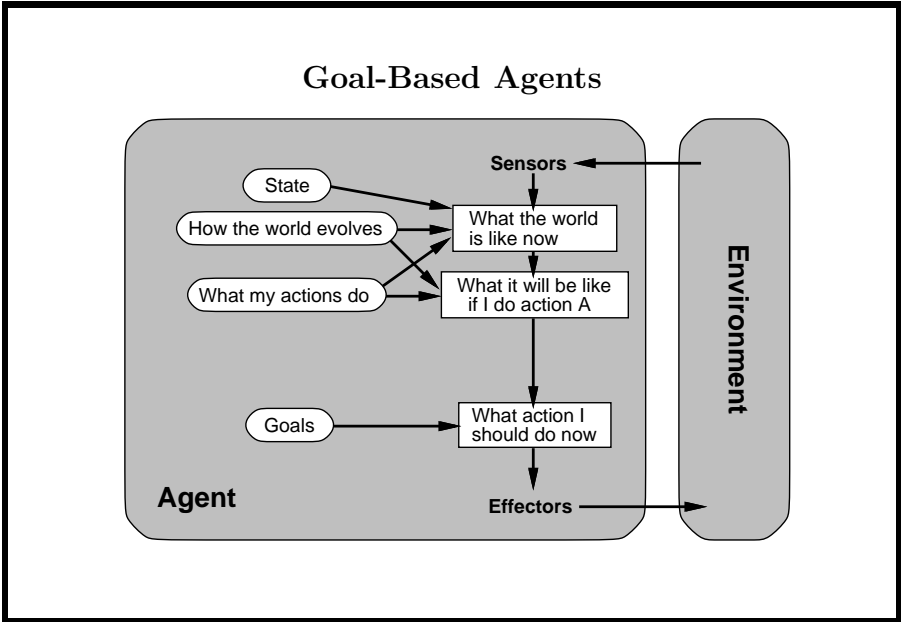 Goal-Based Agents
Sensors
State
What the world
is like now
How the world evolves
What my actions do
What it will be like
if I do action A
Environment
Goals
What action I
should do now
Agent
Effectors